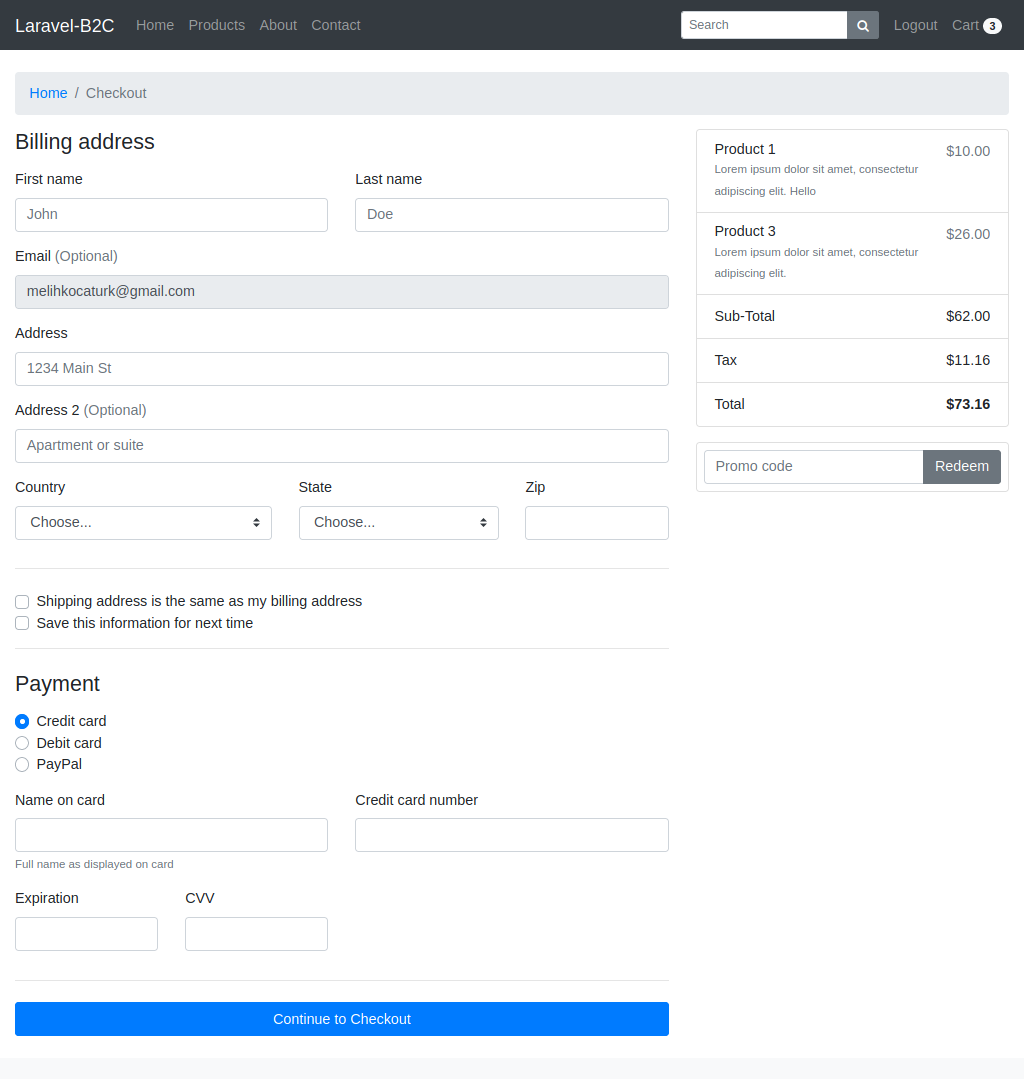 Laravel-B2C Home Products About Contact Search Logout Cart 3
Home / Checkout
Billing address
First name Last name
John Doe
Email (Optional)
melihkocaturk@gmail.com
Address
1234 Main St
Address 2 (Optional)
Apartment or suite
Country State Zip
Choose... Choose...
Shipping address is the same as my billing address
Save this information for next time
Payment
Credit card
Debit card
PayPal
Name on card Credit card number
Full name as displayed on card
Expiration CVV
Continue to Checkout
Product 1 $10.00
Lorem ipsum dolor sit amet, consectetur
adipiscing elit. Hello
Product 3 $26.00
Lorem ipsum dolor sit amet, consectetur
adipiscing elit.
Sub-Total $62.00
Tax $11.16
Total $73.16
Promo code Redeem